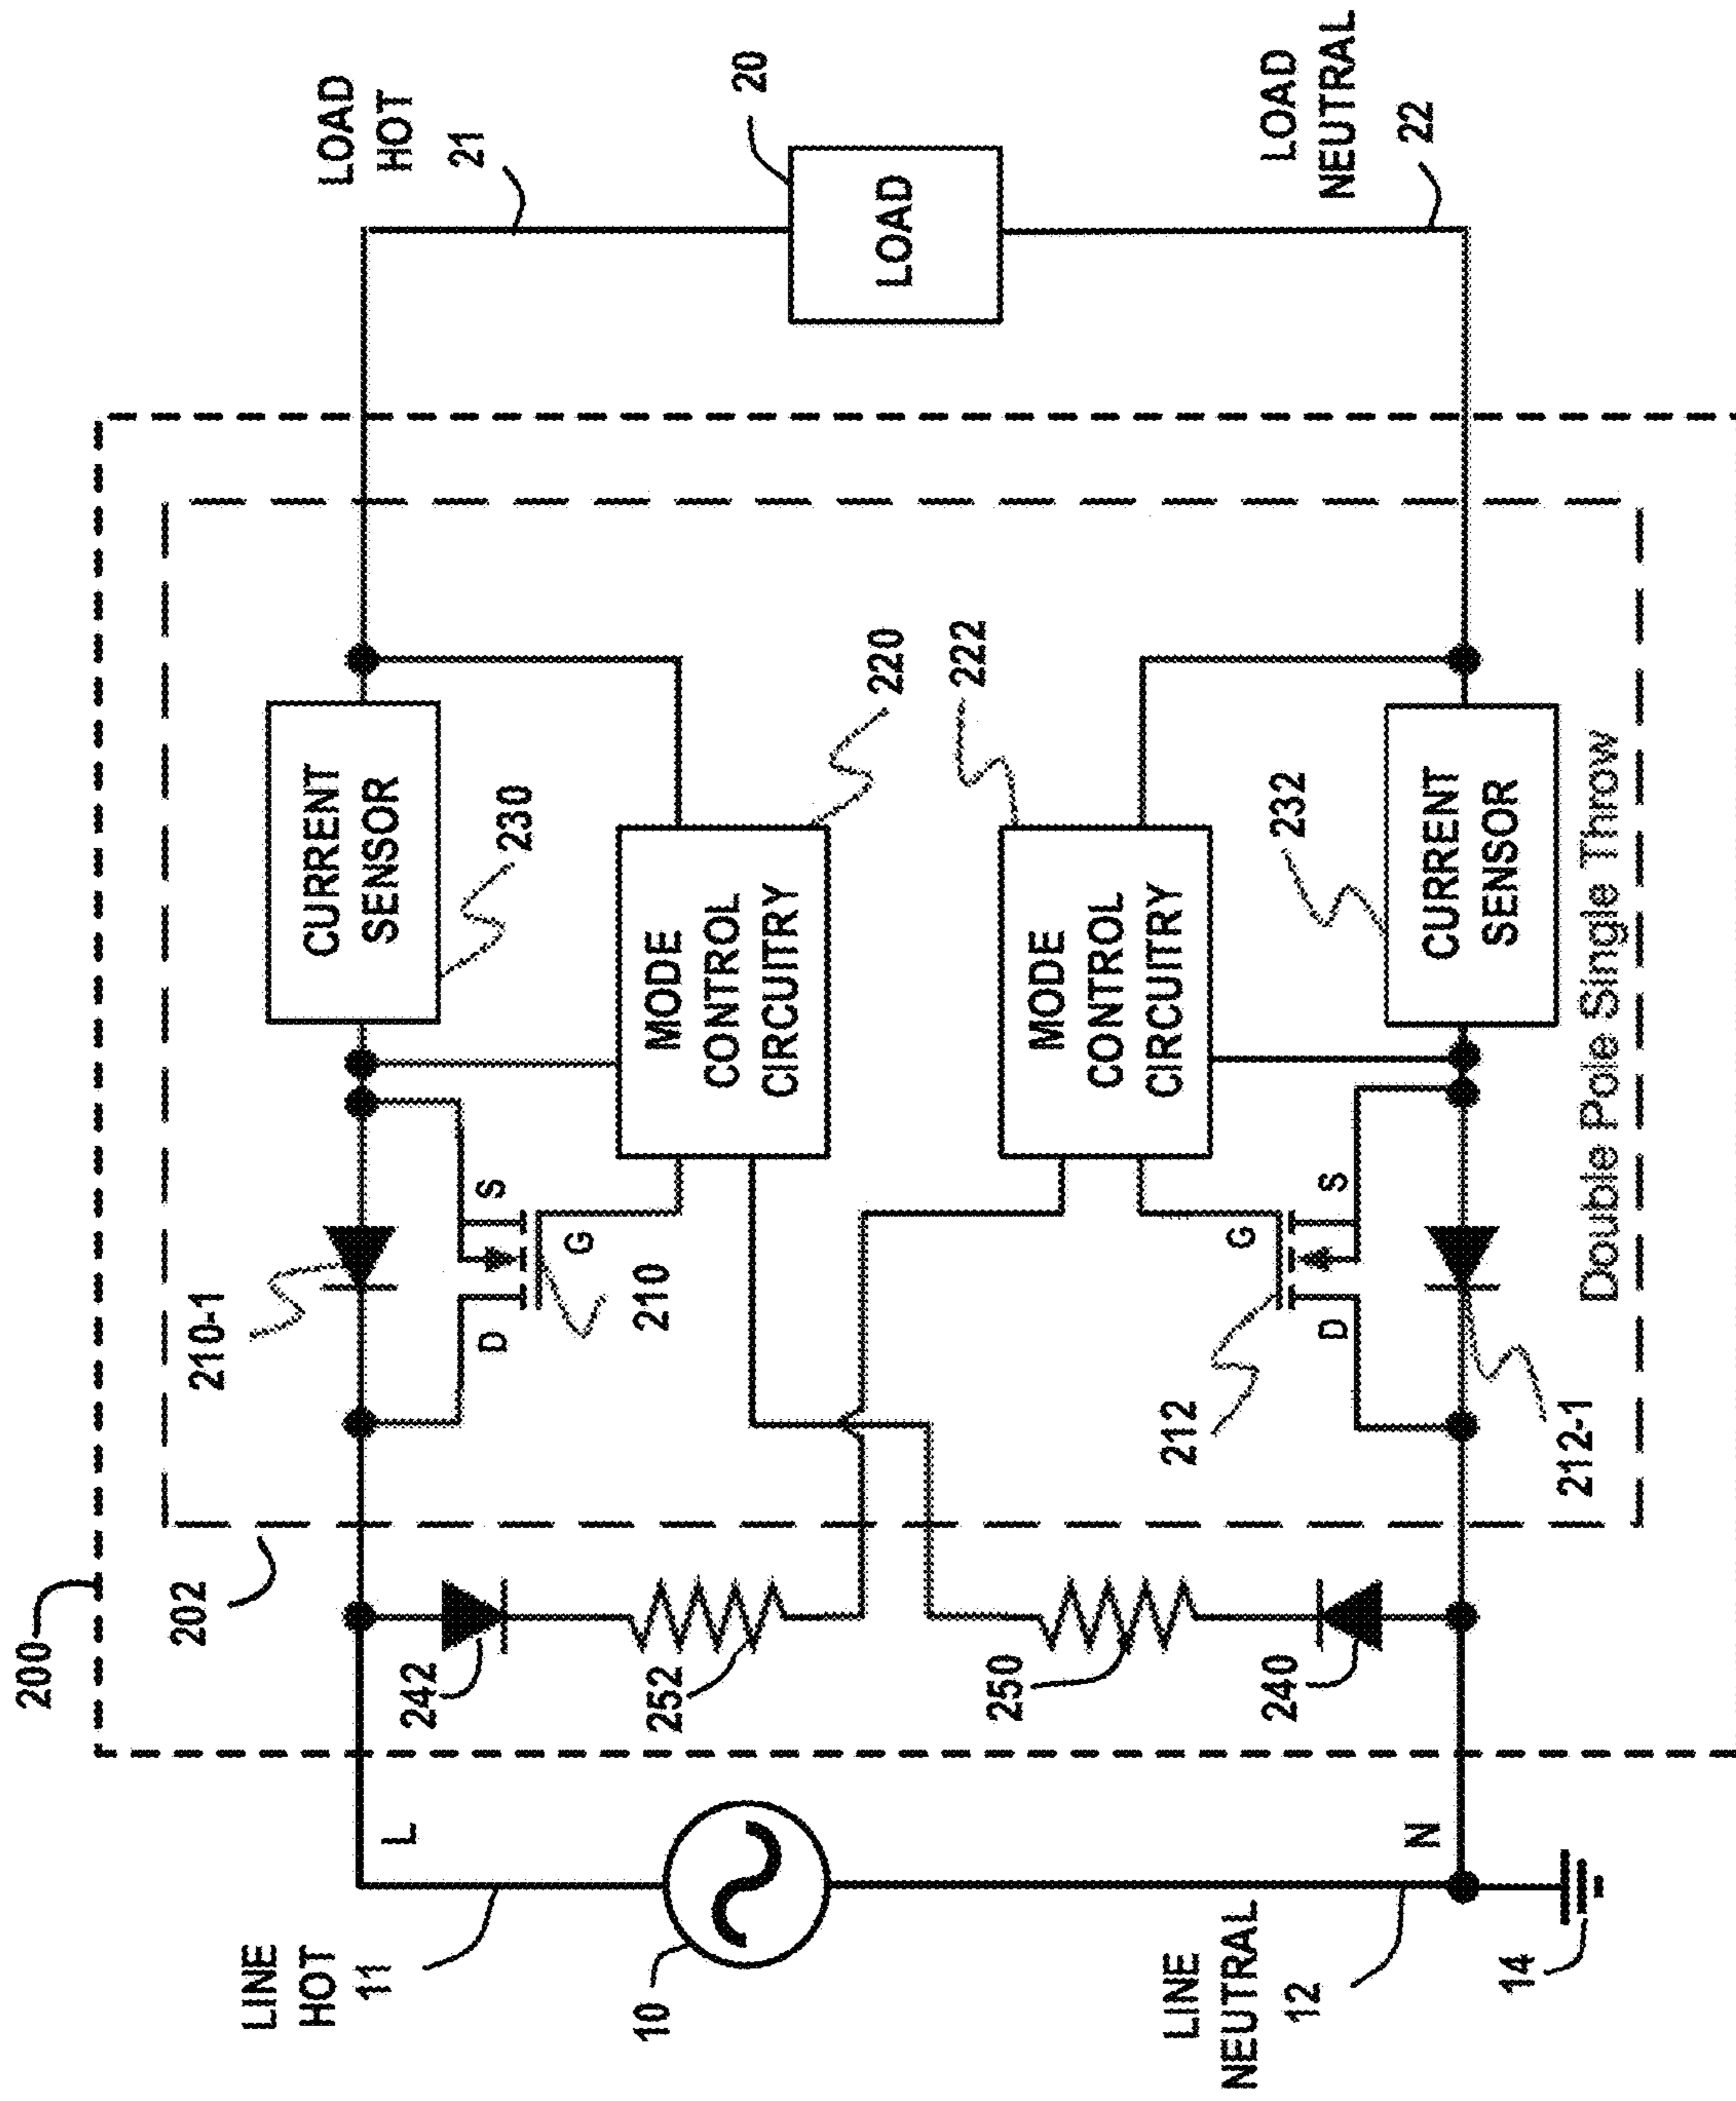 200
202
LINE
HOT
11
L
10
LINE
NEUTRAL
12
N
14
242
252
250
240
210-1
D
S
G
210
CURRENT
SENSOR
230
MODE
CONTROL
CIRCUITRY
220
222
MODE
CONTROL
CIRCUITRY
G
D
S
212
212-1
232
CURRENT
SENSOR
Double Pole Single Throw
LOAD
HOT
21
20
LOAD
LOAD
NEUTRAL
22